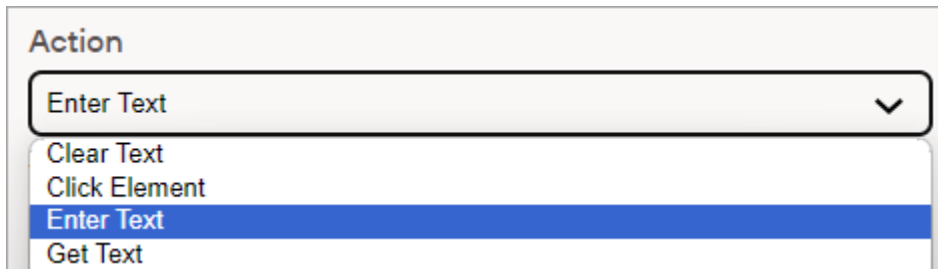 Action
Enter Text
Clear Text
Click Element
Enter Text
Get Text